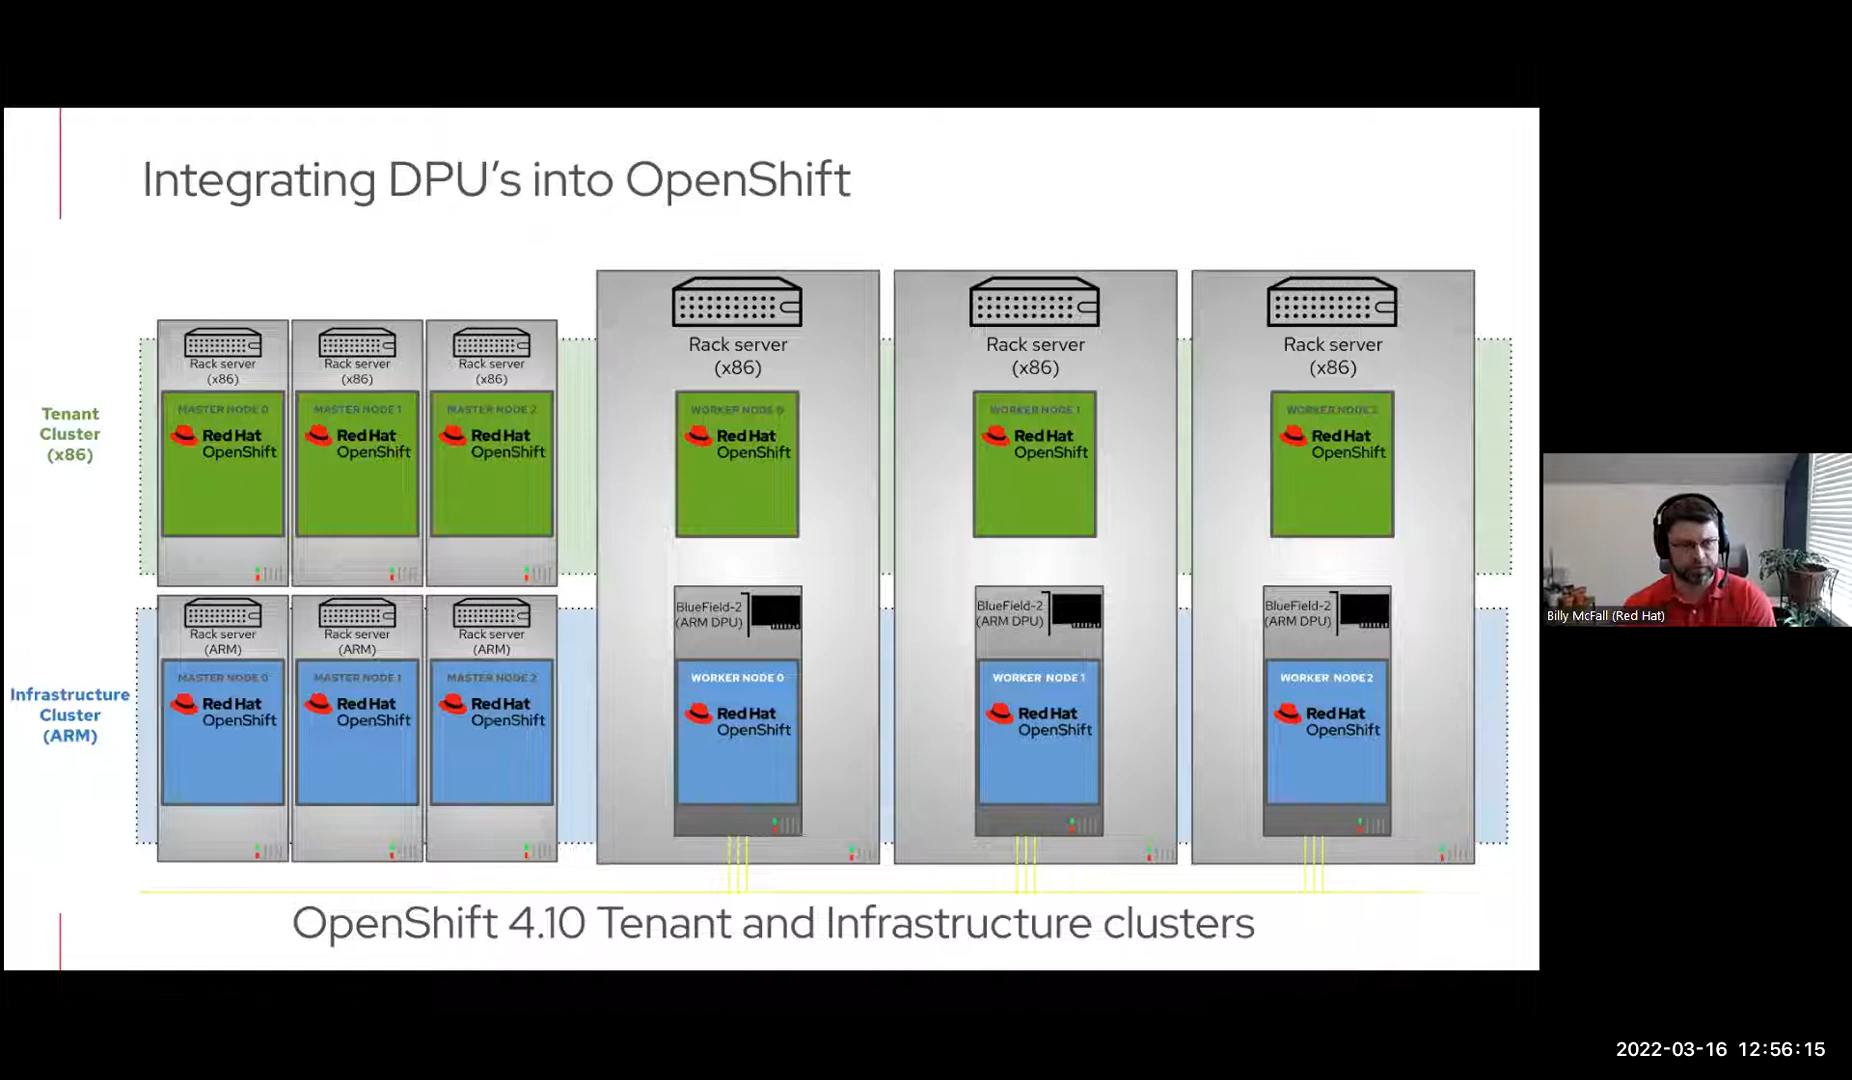 Integrating DPU's into OpenShift
Rack server
(x86)
Rack server
(x86)
Rack server
(x86)
Rack server
(x86)
Rack server
(x86)
Rack server
(x86)
Tenant
Cluster
(x86)
MASTER NODE 0
Red Hat
OpenShift
MASTER NODE 1
Red Hat
OpenShift
MASTER NODE 2
Red Hat
OpenShift
WORKER NODE 0
Red Hat
OpenShift
WORKER NODE 1
Red Hat
OpenShift
WORKER NODE 2
Red Hat
OpenShift
Rack server
(ARM)
Rack server
(ARM)
Rack server
(ARM)
BlueField-2
(ARM DPU)
BlueField-2
(ARM DPU)
BlueField-2
(ARM DPU)
Infrastructure
Cluster
(ARM)
MASTER NODE 0
Red Hat
OpenShift
MASTER NODE 1
Red Hat
OpenShift
MASTER NODE 2
Red Hat
OpenShift
WORKER NODE 0
Red Hat
OpenShift
WORKER NODE 1
Red Hat
OpenShift
WORKER NODE 2
Red Hat
OpenShift
OpenShift 4.10 Tenant and Infrastructure clusters
Billy McFall (Red Hat)
2022-03-16 12:56:15